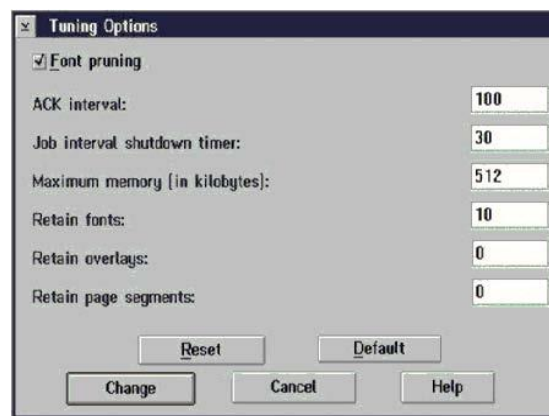 Tuning Options
Font pruning
ACK interval: 100
Job interval shutdown timer: 30
Maximum memory (in kilobytes): 512
Retain fonts: 10
Retain overlays: 0
Retain page segments: 0
Reset Default
Change Cancel Help